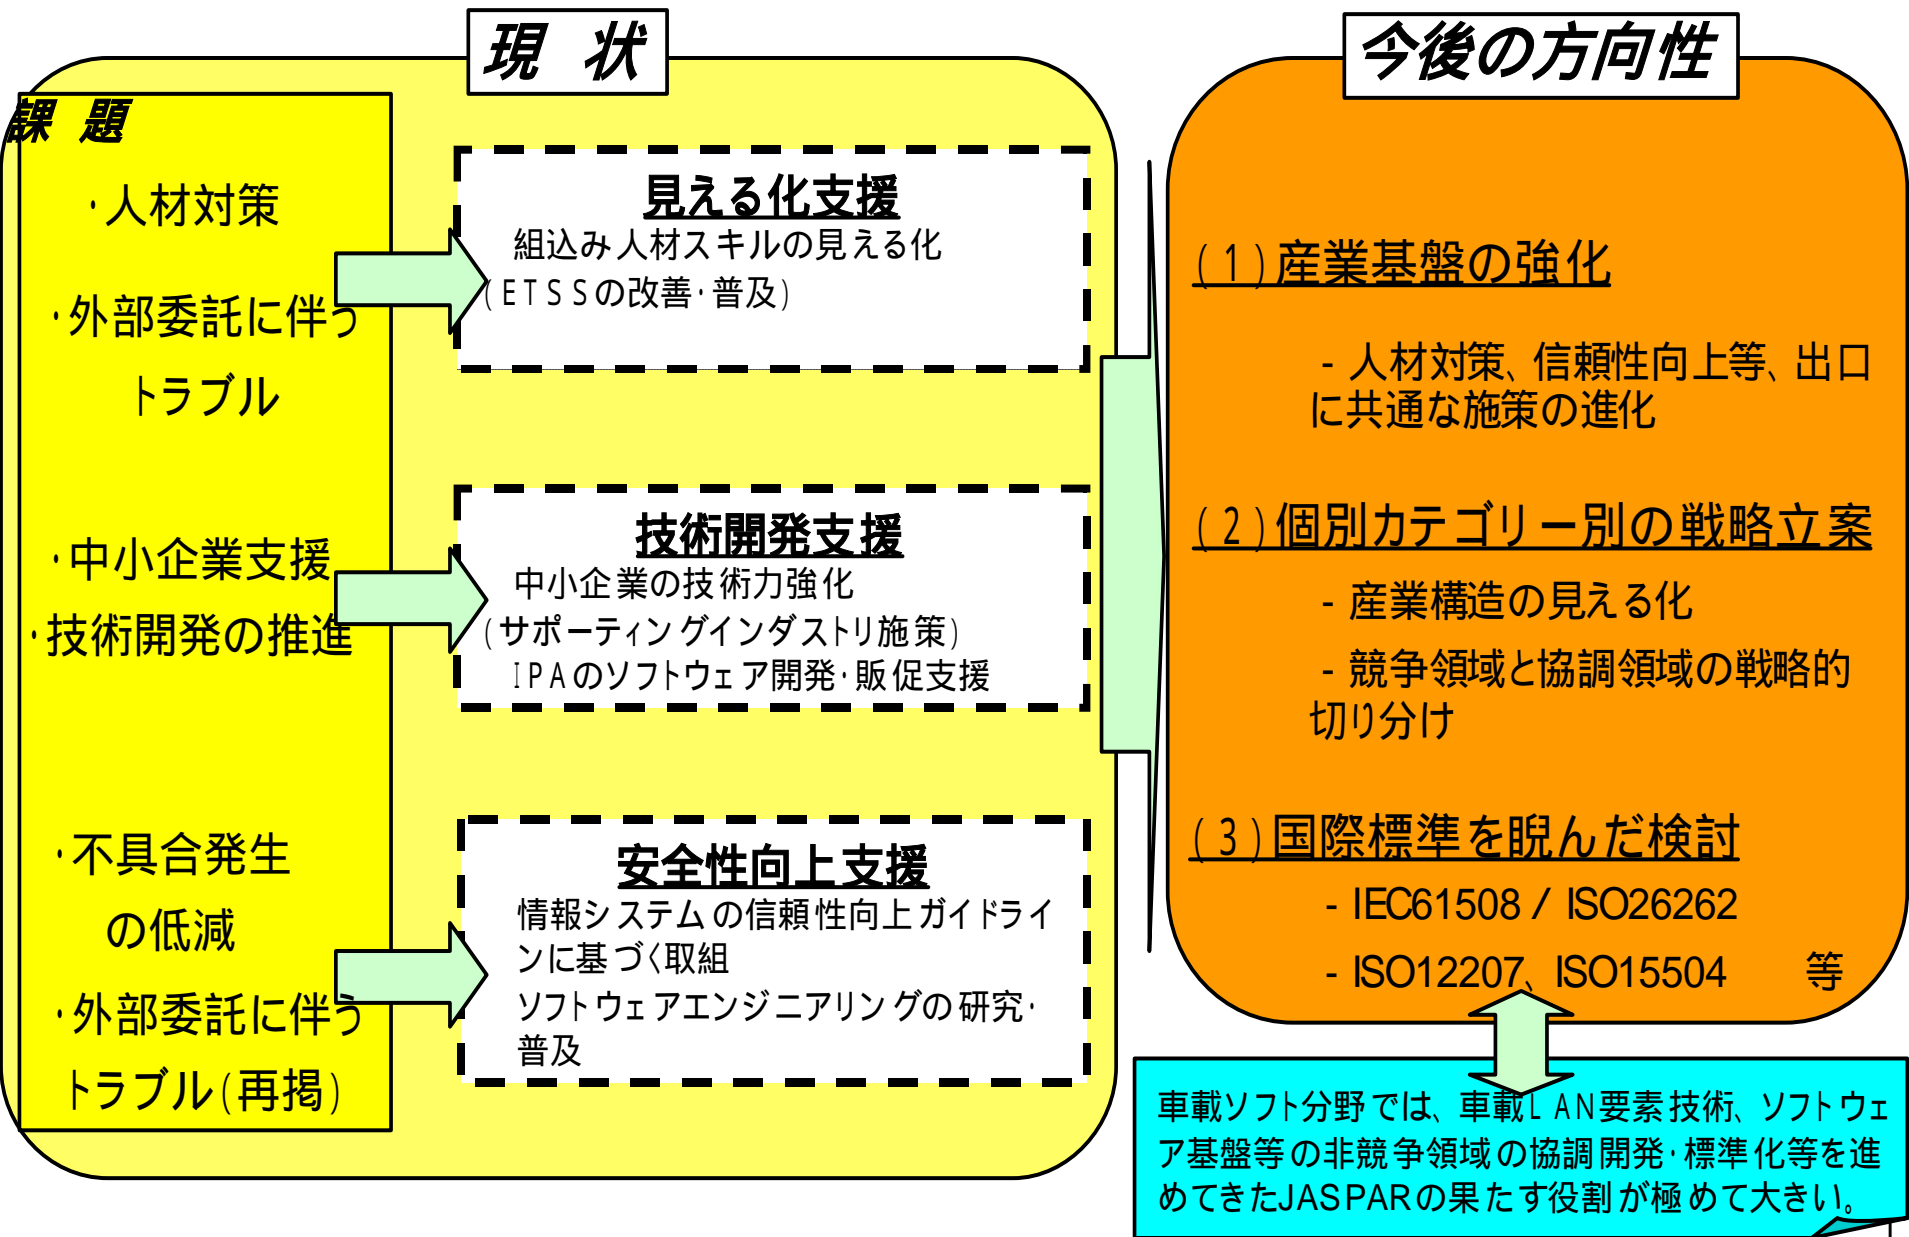 現 状
今後の方向性
課 題
・人材対策
・外部委託に伴う
トラブル
・中小企業支援
・技術開発の推進
・不具合発生
の低減
・外部委託に伴う
トラブル(再掲)
見える化支援
組込み人材スキルの見える化
(ETSSの改善・普及)
技術開発支援
中小企業の技術力強化
(サポーティングインダストリ施策)
IPAのソフトウェア開発・販促支援
安全性向上支援
情報システムの信頼性向上ガイドライ
ンに基づく取組
ソフトウェアエンジニアリングの研究・
普及
(1)産業基盤の強化
- 人材対策、信頼性向上等、出口
に共通な施策の進化
(2)個別カテゴリー別の戦略立案
- 産業構造の見える化
- 競争領域と協調領域の戦略的
切り分け
(3)国際標準を睨んだ検討
- IEC61508 / ISO26262
- ISO12207、ISO15504 等
車載ソフト分野では、車載LAN要素技術、ソフトウェ
ア基盤等の非競争領域の協調開発・標準化等を進
めてきたJASPARの果たす役割が極めて大きい。